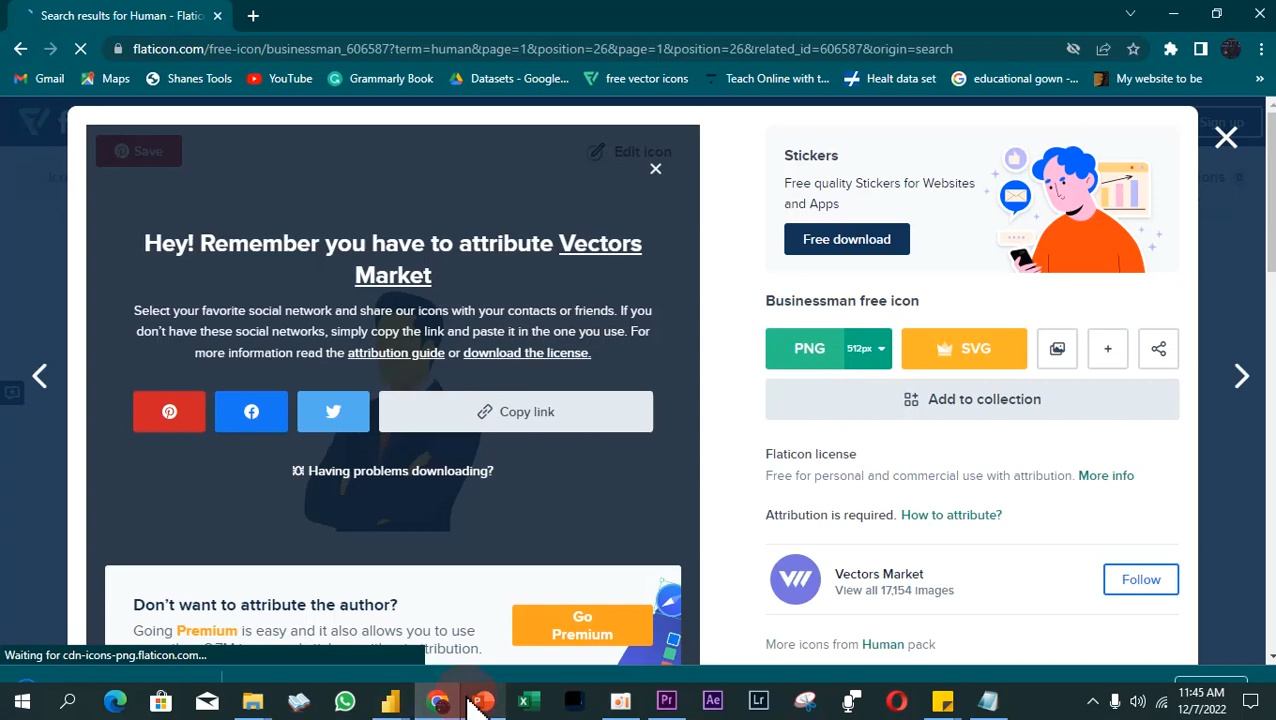 Search results for Human - Flatic
flaticon.com/free-icon/businessman_606587?term=human&page=1&position=26&page=1&position=26&related_id=606587&origin=search
Gmail Maps Shanes Tools YouTube Grammarly Book Datasets - Google... free vector icons Teach Online with t... Healt data set educational gown -... My website to be »
Sign up
Save
Edit icon
Hey! Remember you have to attribute Vectors
Market
Select your favorite social network and share our icons with your contacts or friends. If you
don't have these social networks, simply copy the link and paste it in the one you use. For
more information read the attribution guide or download the license.
Copy link
Having problems downloading?
Don't want to attribute the author?
Going Premium is easy and it also allows you to use
Go
Premium
Stickers
Free quality Stickers for Websites
and Apps
Free download
Businessman free icon
PNG 512px
SVG
Add to collection
Flaticon license
Free for personal and commercial use with attribution. More info
Attribution is required. How to attribute?
Vectors Market
View all 17,154 images
Follow
More icons from Human pack
Waiting for cdn-icons-png.flaticon.com...
Pr Ae Lr
11:45 AM
12/7/2022